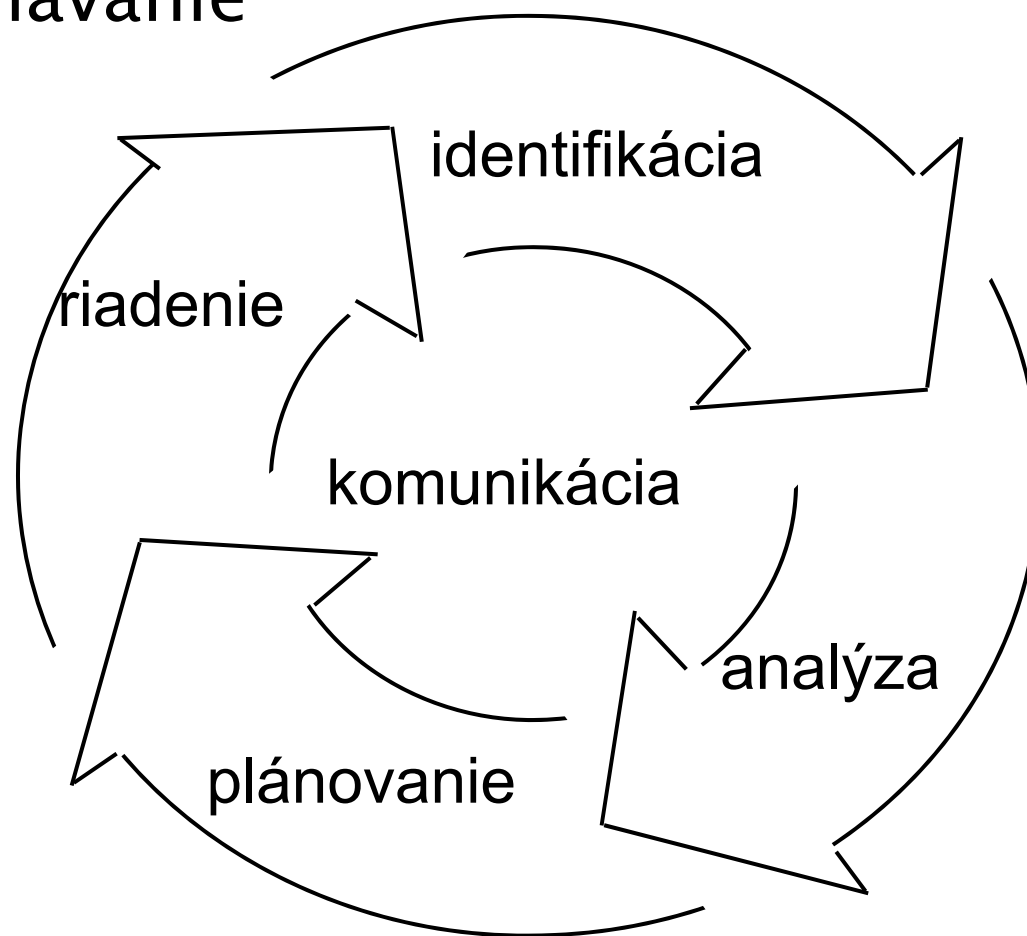 identifikácia
riadenie
komunikácia
analýza
plánovanie